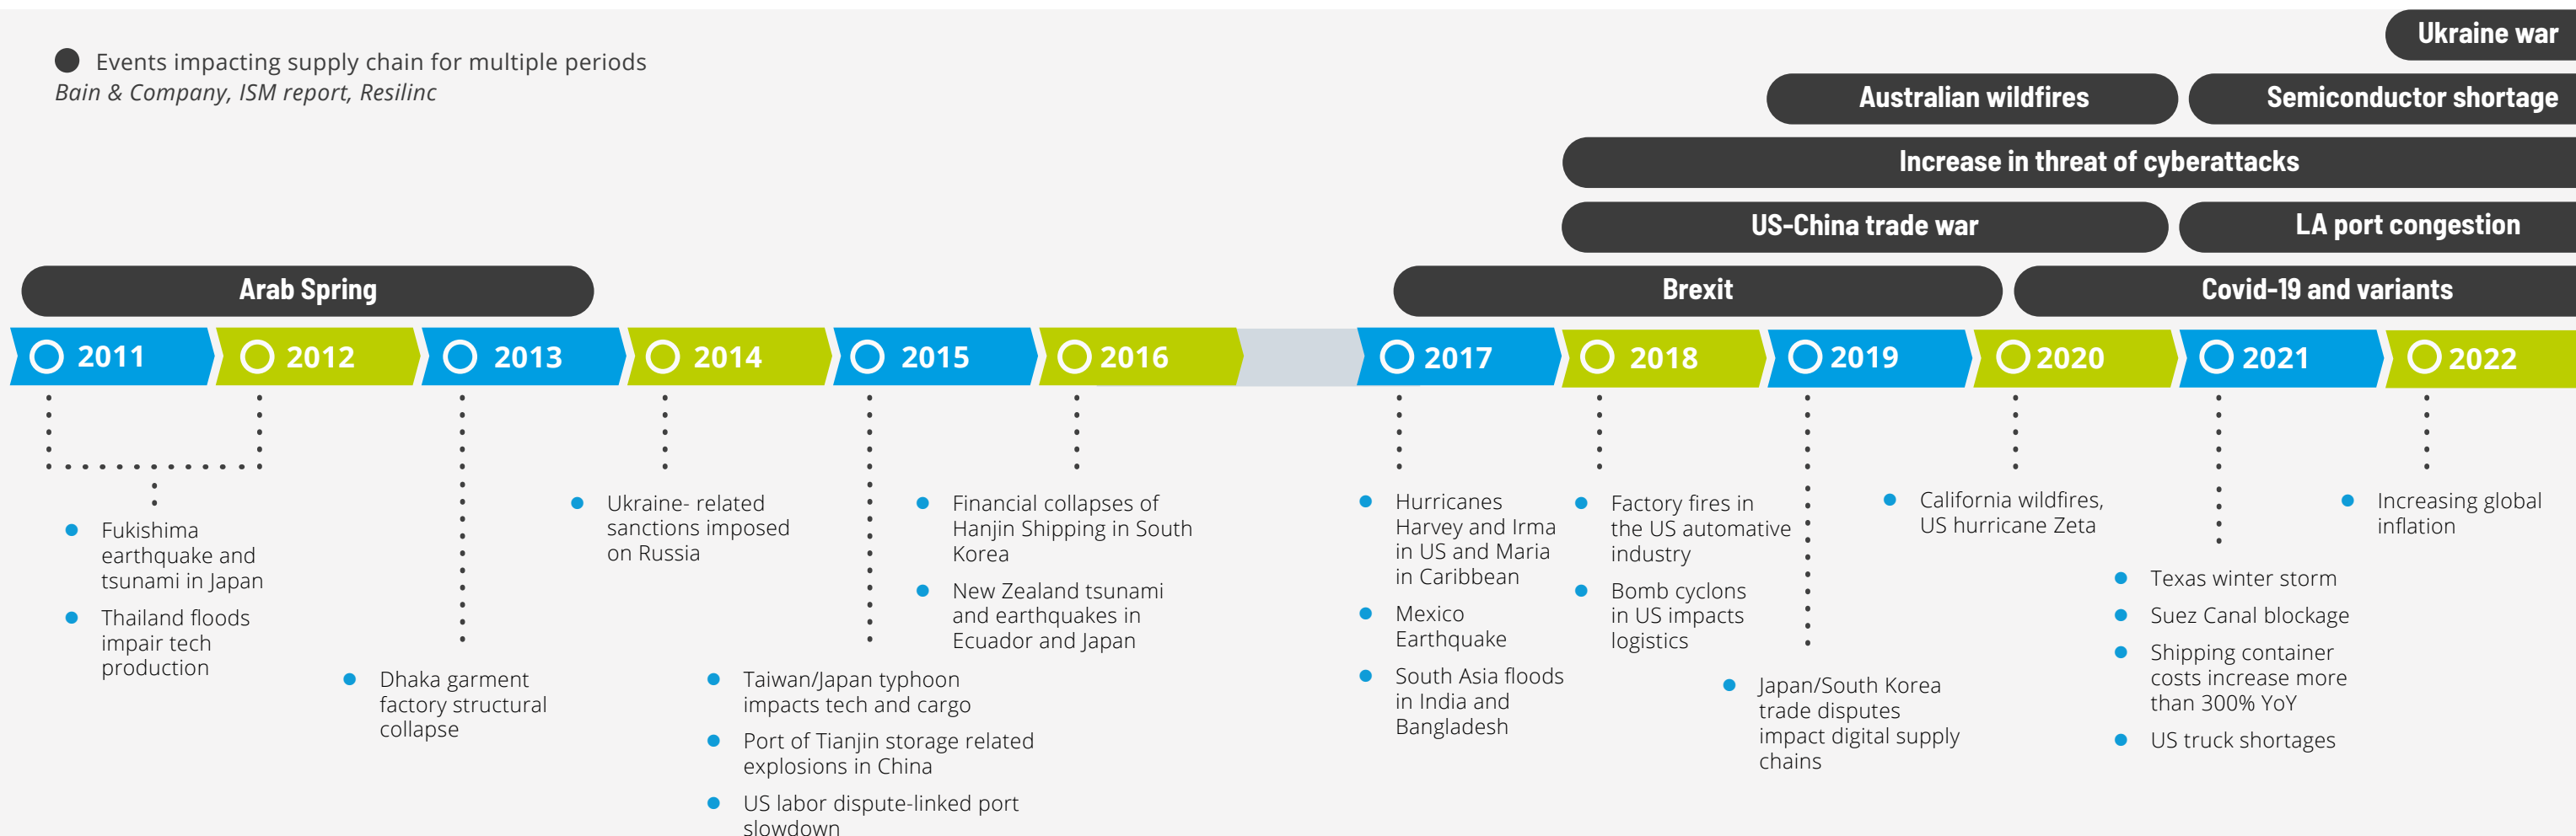 Events impacting supply chain for multiple periods
Bain & Company, ISM report, Resilinc
Ukraine war
Australian wildfires
Semiconductor shortage
Increase in threat of cyberattacks
US-China trade war
LA port congestion
Arab Spring
Brexit
Covid-19 and variants
2011
2012
2013
2014
2015
2016
2017
2018
2019
2020
2021
2022
Fukishima
earthquake and
tsunami in Japan
Thailand floods
impair tech
production
Dhaka garment
factory structural
collapse
Ukraine- related
sanctions imposed
on Russia
Taiwan/Japan typhoon
impacts tech and cargo
Port of Tianjin storage related
explosions in China
US labor dispute-linked port
slowdown
Financial collapses of
Hanjin Shipping in South
Korea
New Zealand tsunami
and earthquakes in
Ecuador and Japan
Hurricanes
Harvey and Irma
in US and Maria
in Caribbean
Mexico
Earthquake
South Asia floods
in India and
Bangladesh
Factory fires in
the US automative
industry
Bomb cyclons
in US impacts
logistics
Japan/South Korea
trade disputes
impact digital supply
chains
California wildfires,
US hurricane Zeta
Texas winter storm
Suez Canal blockage
Shipping container
costs increase more
than 300% YoY
US truck shortages
Increasing global
inflation